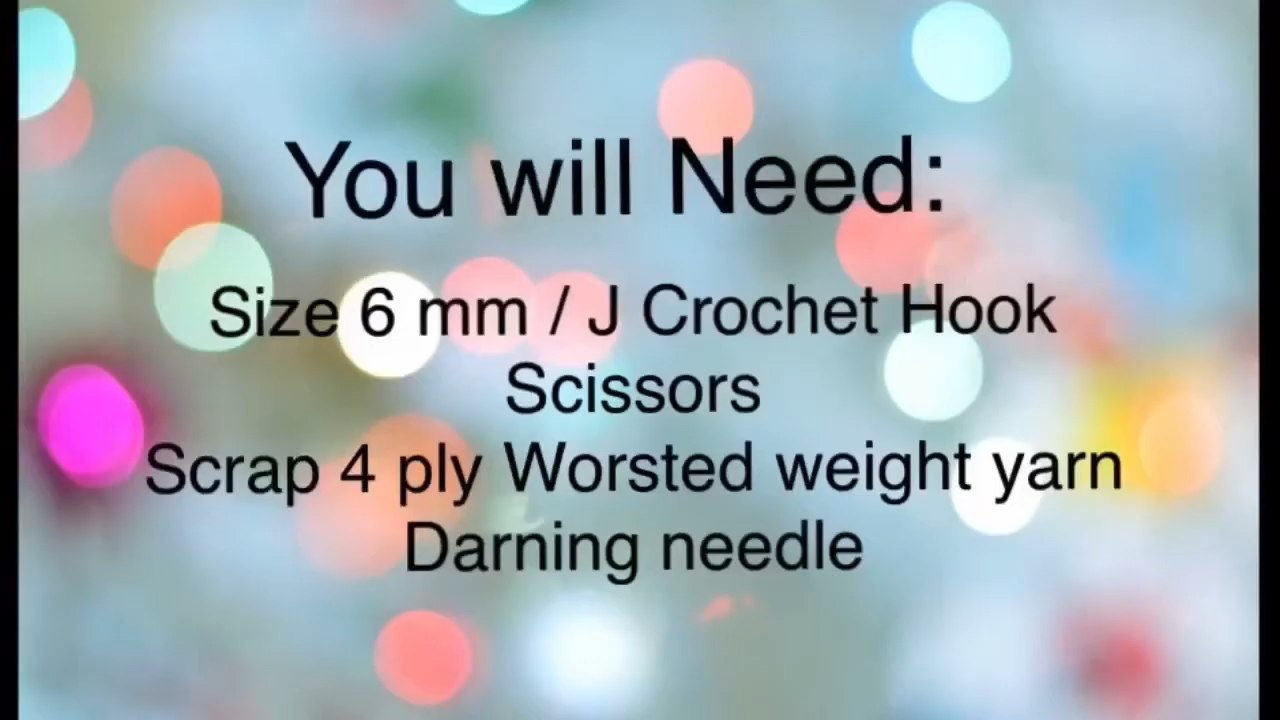 You will Need:
Size 6 mm / J Crochet Hook
Scissors
Scrap 4 ply Worsted weight yarn
Darning needle